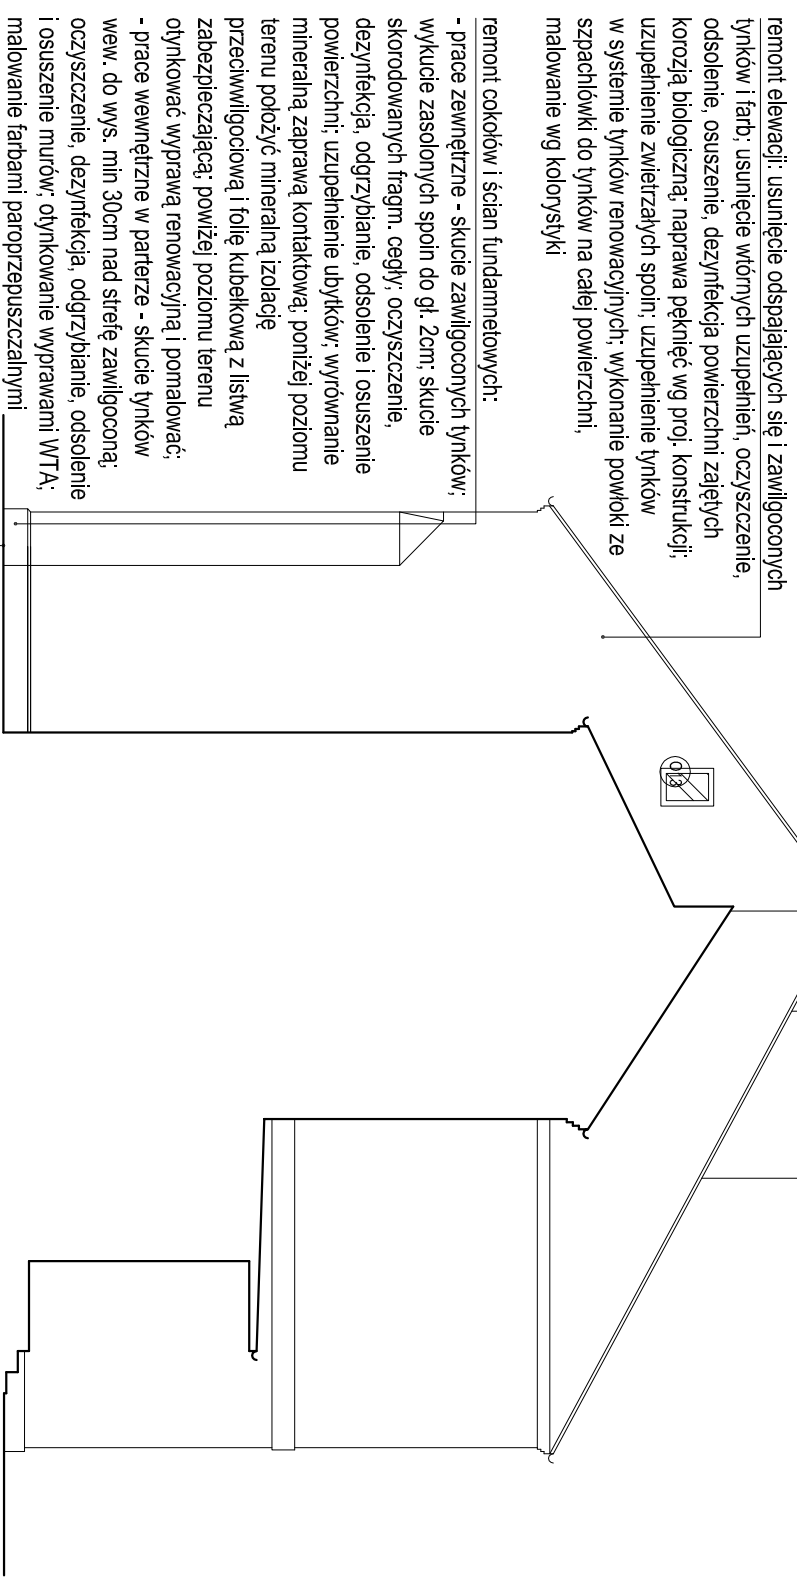 remont elewacji: usunięcie odspajających się i zawilgoconych
tynków i farb; usunięcie wtórnych uzupełnień, oczyszczenie,
odsolenie, osuszenie, dezynfekcja powierzchni zajętych
korozją biologiczną; naprawa pęknięć wg proj. konstrukcji;
uzupełnienie zwietrzałych spoin; uzupełnienie tynków
w systemie tynków renowacyjnych; wykonanie powłoki ze
szpachlówki do tynków na całej powierzchni,
malowanie wg kolorystyki
remont cokołów i ścian fundamnetowych:
- prace zewnętrzne - skucie zawilgoconych tynków;
wykucie zasolonych spoin do gł. 2cm; skucie
skorodowanych fragm. cegły; oczyszczenie,
dezynfekcja, odgrzybianie, odsolenie i osuszenie
powierzchni; uzupełnienie ubytków; wyrównanie
mineralną zaprawą kontaktową; poniżej poziomu
terenu położyć mineralną izolację
przeciwwilgociową i folię kubełkową z listwą
zabezpieczającą; powiżej poziomu terenu
otynkować wyprawą renowacyjną i pomalować;
- prace wewnętrzne w parterze - skucie tynków
wew. do wys. min 30cm nad strefę zawilgoconą;
oczyszczenie, dezynfekcja, odgrzybianie, odsolenie
i osuszenie murów; otynkowanie wyprawami WTA;
malowanie farbami paroprzepuszczalnymi
O13